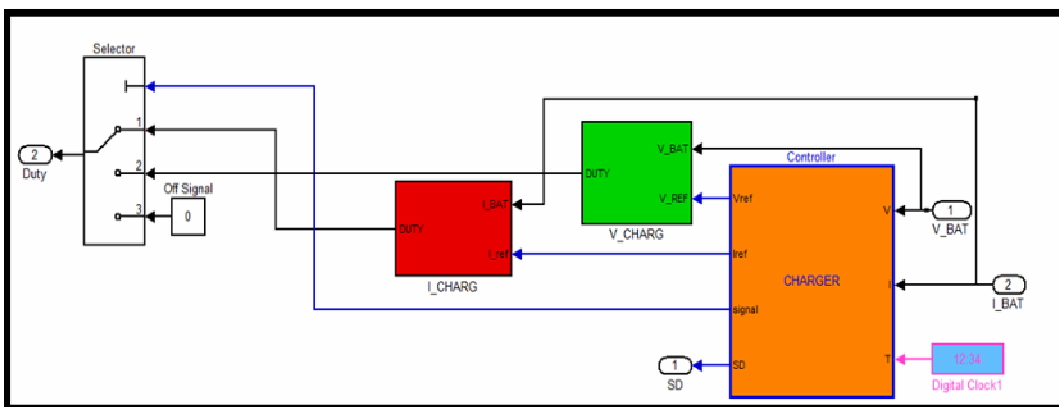 Selector
1
2
3
2
Duty
Off Signal
0
I_BAT
DUTY
I_ref
I_CHARG
V_BAT
DUTY
V_REF
V_CHARG
Controller
Vref
V
Iref
CHARGER
I
signal
SD
T
1
V_BAT
2
I_BAT
12:34
Digital Clock1
1
SD